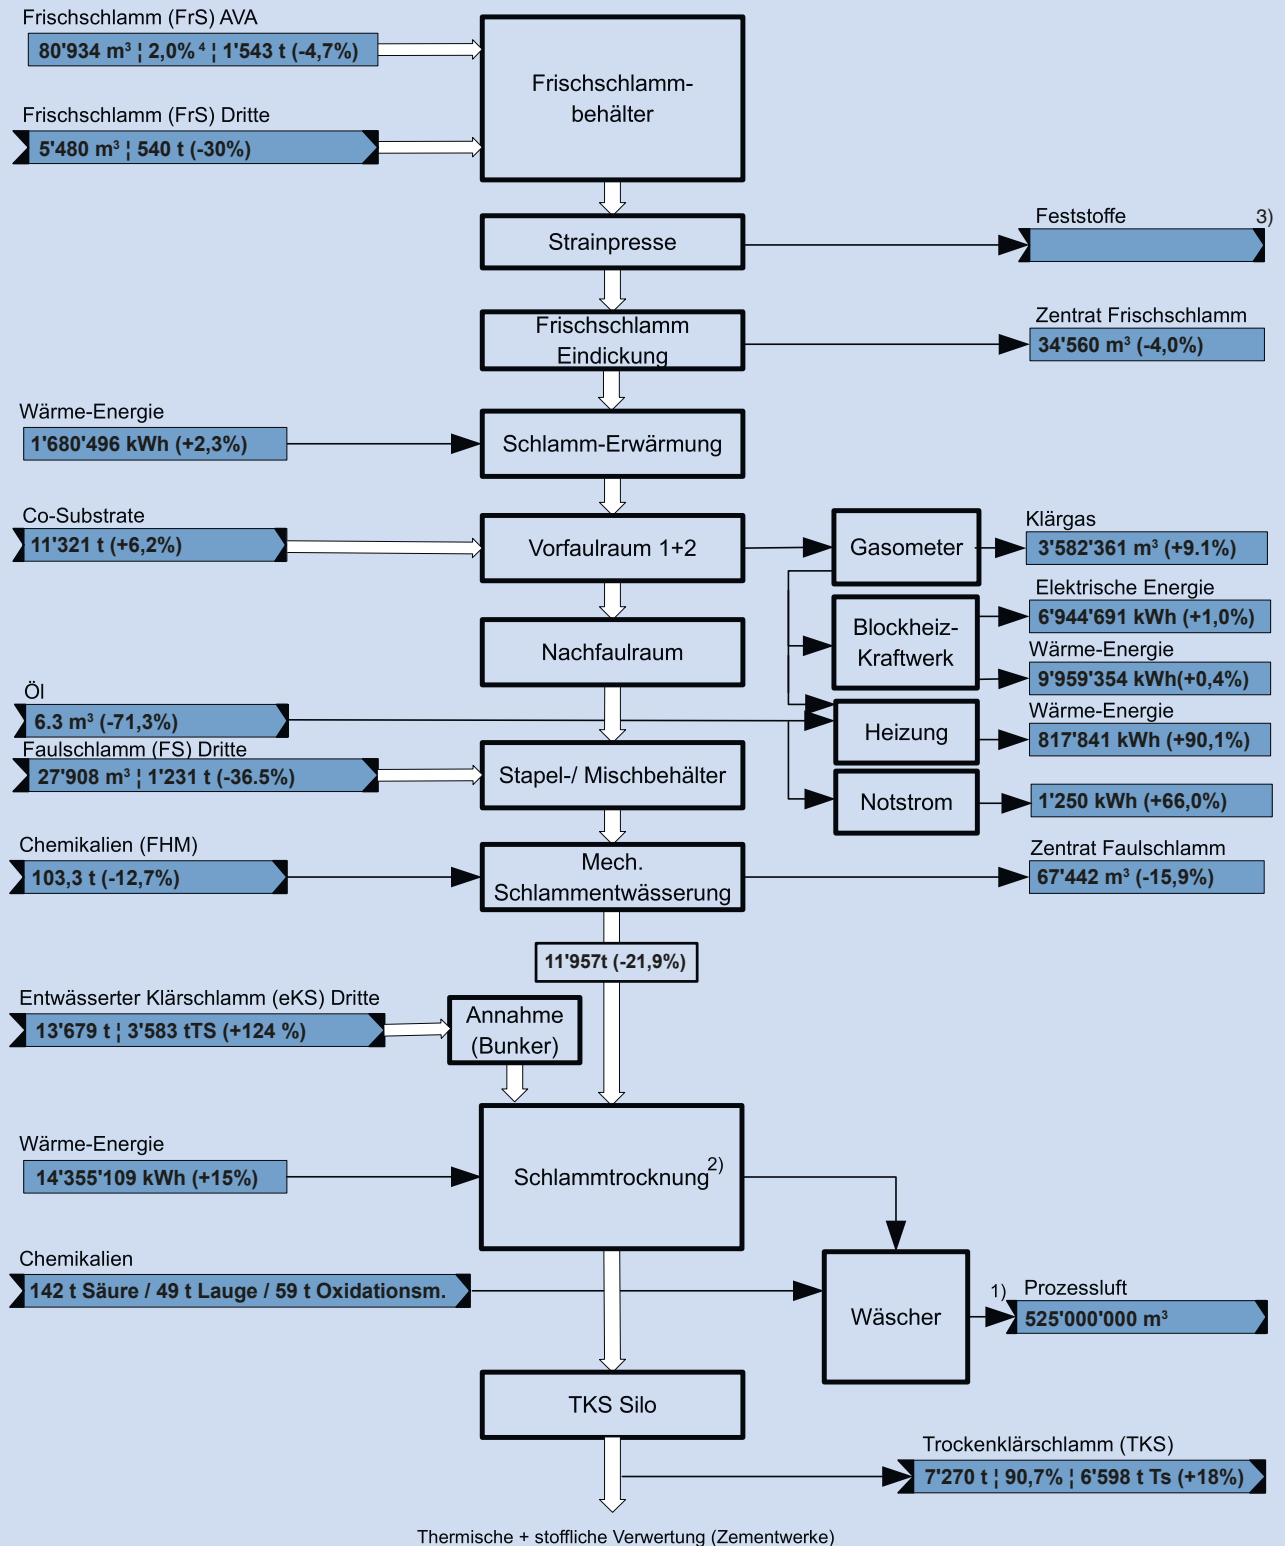 Frischschlamm (FrS) AVA
80'934 m³ ¦ 2,0% ⁴ ¦ 1'543 t (-4,7%)
Frischschlamm-
behälter
Frischschlamm (FrS) Dritte
5'480 m³ ¦ 540 t (-30%)
Strainpresse
Feststoffe 3)
Frischschlamm
Eindickung
Zentrat Frischschlamm
34'560 m³ (-4,0%)
Wärme-Energie
1'680'496 kWh (+2,3%)
Schlamm-Erwärmung
Co-Substrate
11'321 t (+6,2%)
Vorfaulraum 1+2
Gasometer
Klärgas
3'582'361 m³ (+9.1%)
Elektrische Energie
6'944'691 kWh (+1,0%)
Blockheiz-
Kraftwerk
Wärme-Energie
9'959'354 kWh(+0,4%)
Nachfaulraum
Öl
6.3 m³ (-71,3%)
Heizung
Wärme-Energie
817'841 kWh (+90,1%)
Faulschlamm (FS) Dritte
27'908 m³ ¦ 1'231 t (-36.5%)
Stapel-/ Mischbehälter
Notstrom
1'250 kWh (+66,0%)
Chemikalien (FHM)
103,3 t (-12,7%)
Mech.
Schlammentwässerung
Zentrat Faulschlamm
67'442 m³ (-15,9%)
11'957t (-21,9%)
Entwässerter Klärschlamm (eKS) Dritte
13'679 t ¦ 3'583 tTS (+124 %)
Annahme
(Bunker)
Wärme-Energie
14'355'109 kWh (+15%)
Schlammtrocknung 2)
Chemikalien
142 t Säure / 49 t Lauge / 59 t Oxidationsm.
Wäscher
1) Prozessluft
525'000'000 m³
TKS Silo
Trockenklärschlamm (TKS)
7'270 t ¦ 90,7% ¦ 6'598 t Ts (+18%)
Thermische + stoffliche Verwertung (Zementwerke)